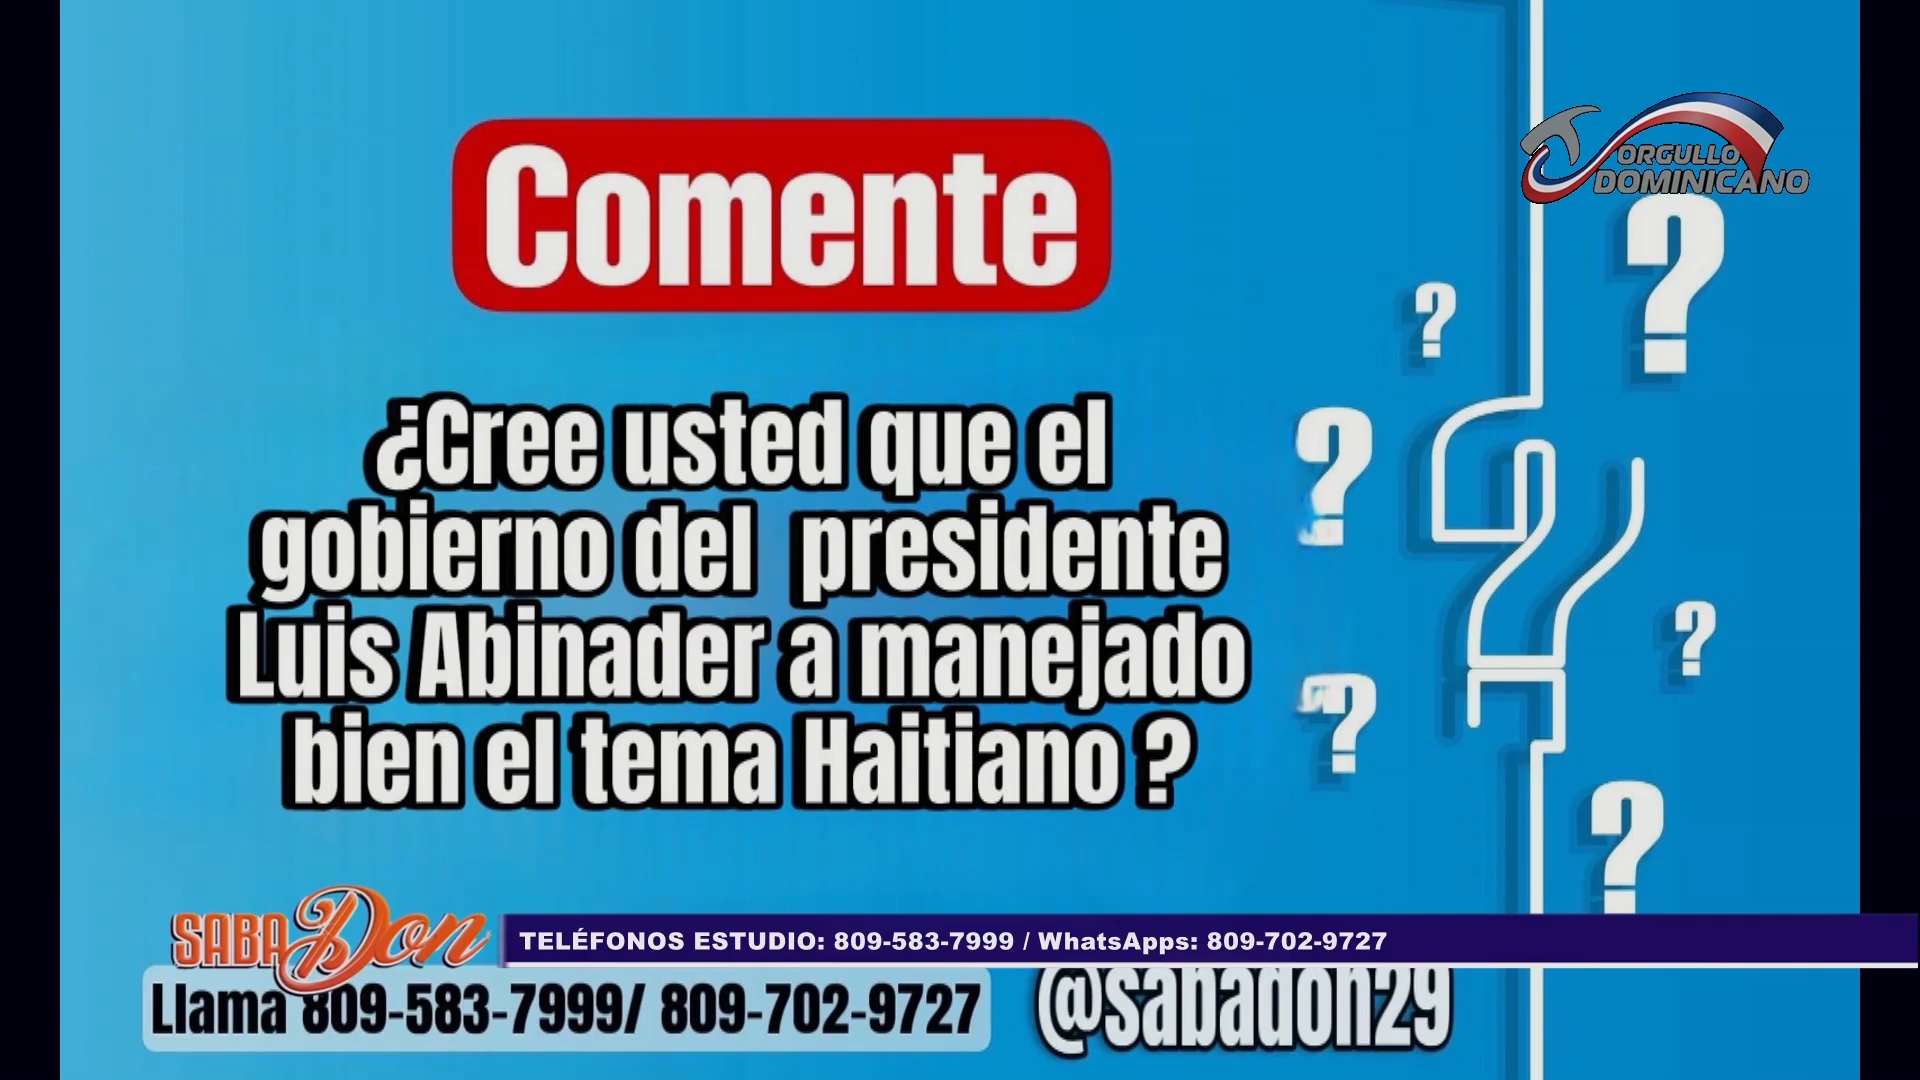 ORGULLO
DOMINICANO
Comente
¿Cree usted que el
gobierno del presidente
Luis Abinader a manejado
bien el tema Haitiano ?
SABADon
TELÉFONOS ESTUDIO: 809-583-7999 / WhatsApps: 809-702-9727
Llama 809-583-7999/ 809-702-9727
@sabadon29